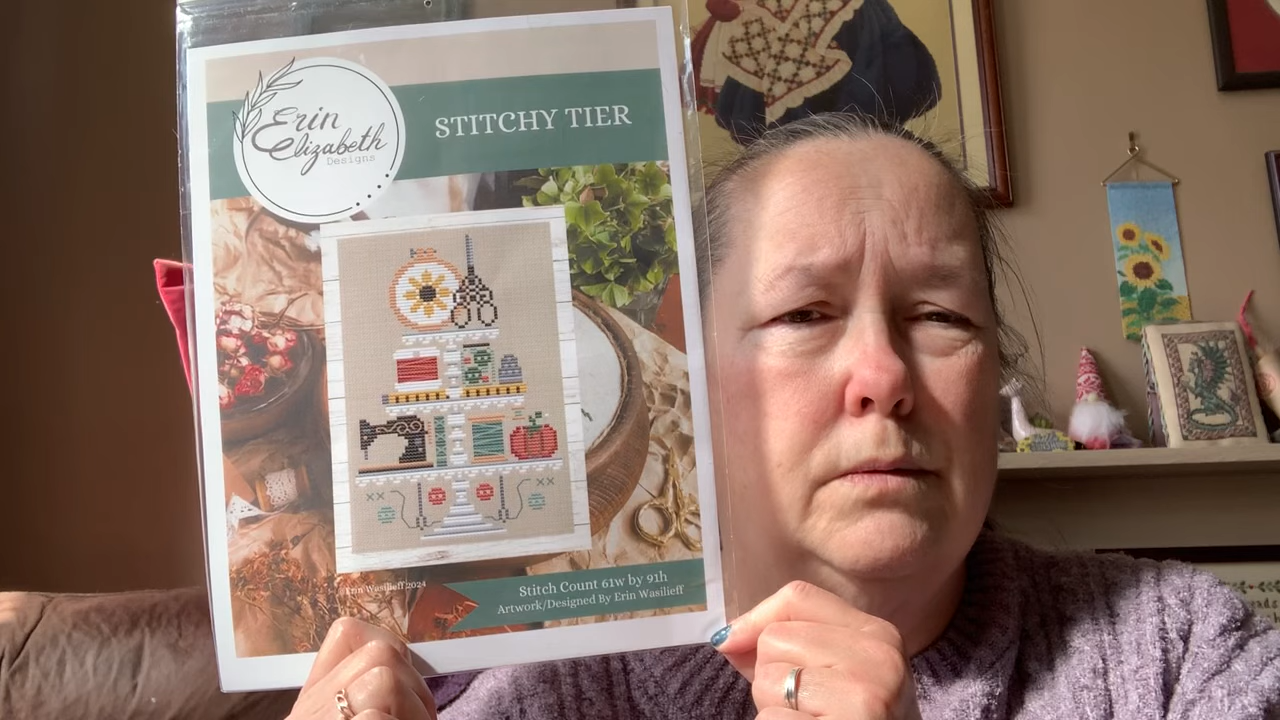 Erin
Elizabeth
Designs
STITCHY TIER
Erin Wasilieff 2024
Stitch Count 61w by 91h
Artwork/Designed By Erin Wasilieff